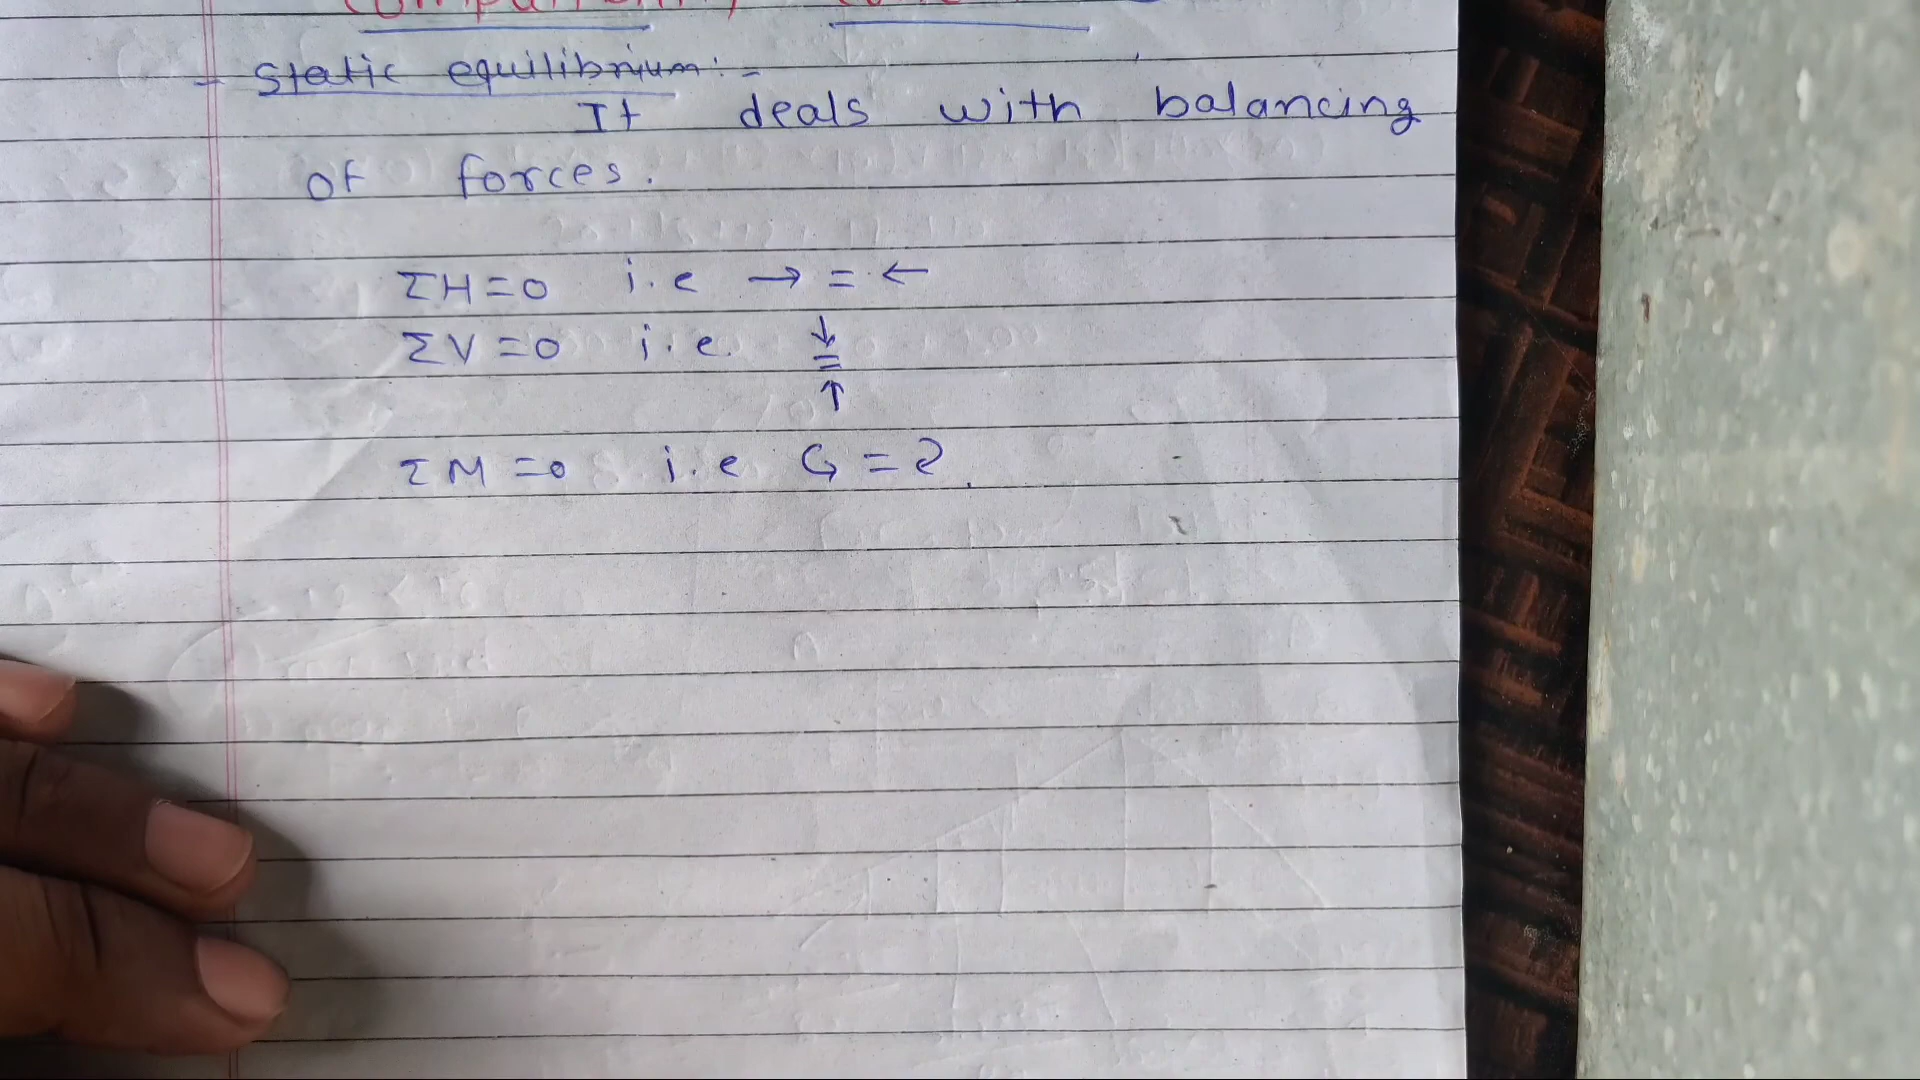 Static equilibrium:-
It deals with balancing
of forces.
ΣH=0 i.e → = ←
ΣV=0 i.e. ↓ = ↑
ΣM=0 i.e ↺ = ↻.